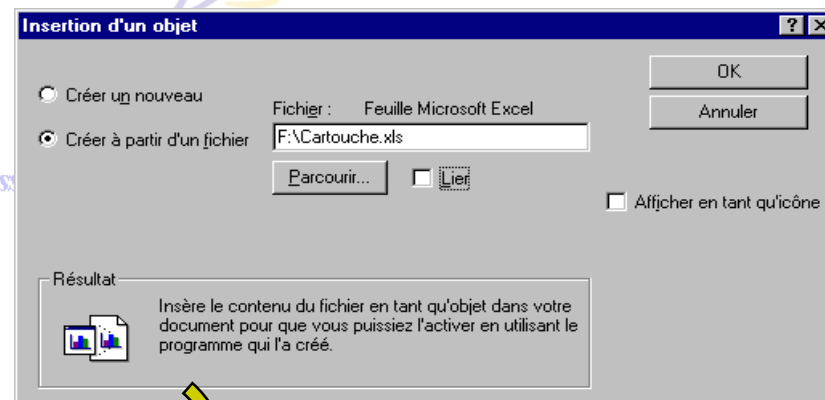 Insertion d'un objet
OK
Créer un nouveau
Fichier : Feuille Microsoft Excel
Annuler
Créer à partir d'un fichier
F:\Cartouche.xls
Parcourir...
Lier
Afficher en tant qu'icône
Résultat
Insère le contenu du fichier en tant qu'objet dans votre
document pour que vous puissiez l'activer en utilisant le
programme qui l'a créé.